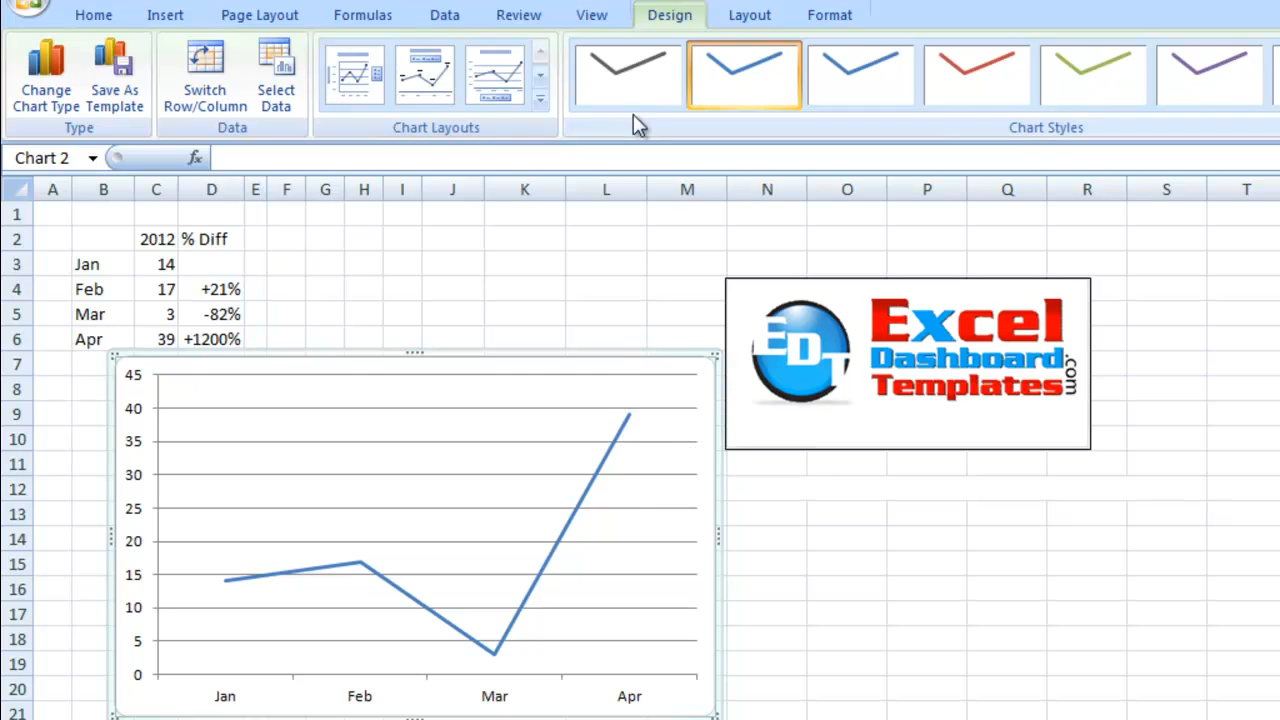 Home Insert Page Layout Formulas Data Review View Design Layout Format
Change Chart Type
Save As Template
Switch Row/Column
Select Data
Type Data Chart Layouts Chart Styles
Chart 2 fx
A B C D E F G H I J K L M N O P Q R S T
1
2 2012 % Diff
3 Jan 14
4 Feb 17 +21%
5 Mar 3 -82%
6 Apr 39 +1200%
7
8
9
10
11
12
13
14
15
16
17
18
19
20
21
EDT
Excel
Dashboard
Templates
.com
45
40
35
30
25
20
15
10
5
0
Jan Feb Mar Apr